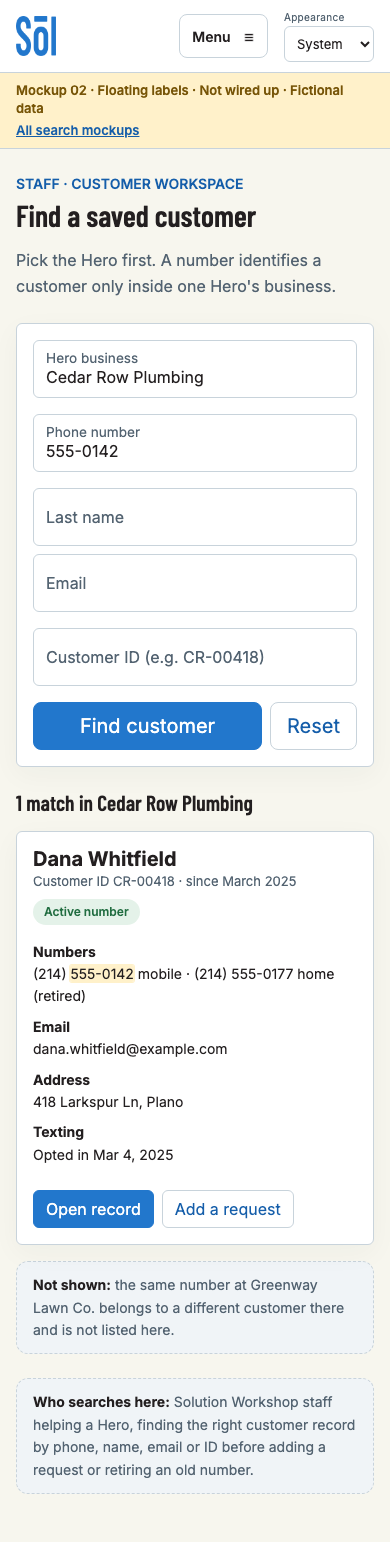 Sōl
Menu ≡
Appearance
System
Mockup 02 · Floating labels · Not wired up · Fictional
data
All search mockups
STAFF · CUSTOMER WORKSPACE
Find a saved customer
Pick the Hero first. A number identifies a
customer only inside one Hero's business.
Hero business
Cedar Row Plumbing
Phone number
555-0142
Last name
Email
Customer ID (e.g. CR-00418)
Find customer
Reset
1 match in Cedar Row Plumbing
Dana Whitfield
Customer ID CR-00418 · since March 2025
Active number
Numbers
(214) 555-0142 mobile · (214) 555-0177 home
(retired)
Email
dana.whitfield@example.com
Address
418 Larkspur Ln, Plano
Texting
Opted in Mar 4, 2025
Open record
Add a request
Not shown: the same number at Greenway
Lawn Co. belongs to a different customer there
and is not listed here.
Who searches here: Solution Workshop staff
helping a Hero, finding the right customer record
by phone, name, email or ID before adding a
request or retiring an old number.